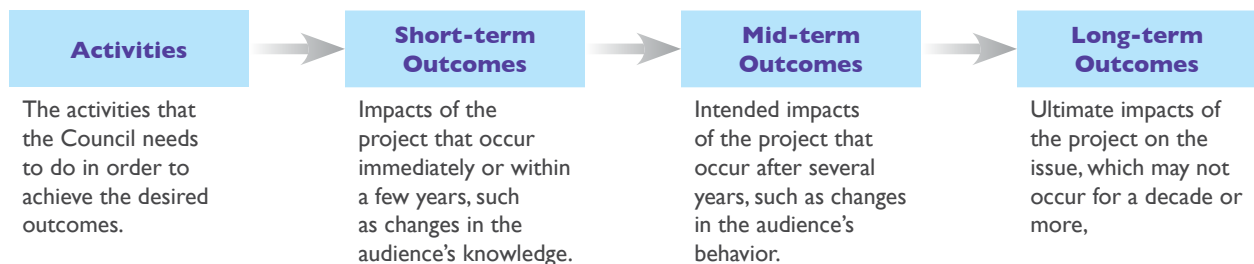 Activities
The activities that
the Council needs
to do in order to
achieve the desired
outcomes.
Short-term
Outcomes
Impacts of the
project that occur
immediately or within
a few years, such
as changes in the
audience’s knowledge.
Mid-term
Outcomes
Intended impacts
of the project that
occur after several
years, such as changes
in the audience’s
behavior.
Long-term
Outcomes
Ultimate impacts of
the project on the
issue, which may not
occur for a decade or
more,